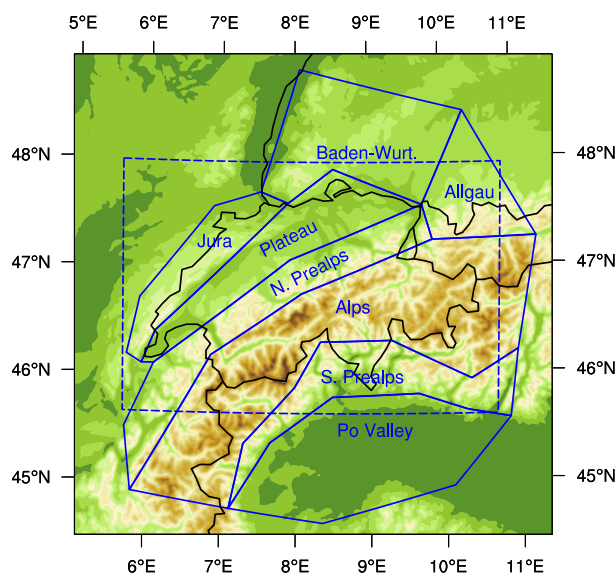 5°E 6°E 7°E 8°E 9°E 10°E 11°E
48°N 48°N
47°N 47°N
46°N 46°N
45°N 45°N
Baden-Wurt.
Allgau
Jura
Plateau
N. Prealps
Alps
S. Prealps
Po Valley
6°E 7°E 8°E 9°E 10°E 11°E